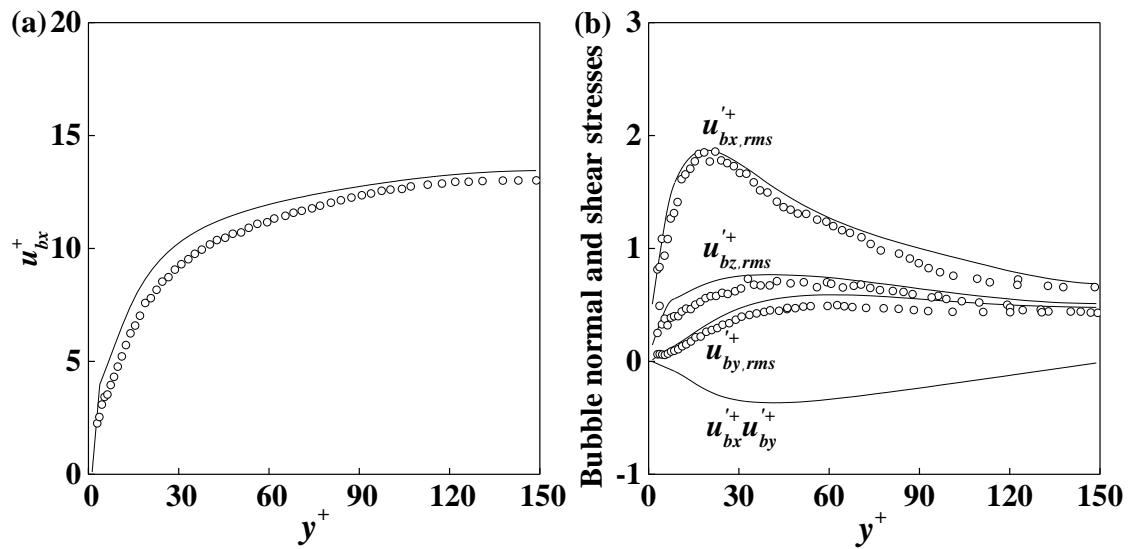 (a)
20
15
10
5
0
u⁺bx
0 30 60 90 120 150
y⁺
(b)
3
2
1
0
-1
Bubble normal and shear stresses
u'⁺bx,rms
u'⁺bz,rms
u'⁺by,rms
u'⁺bx u'⁺by
0 30 60 90 120 150
y⁺